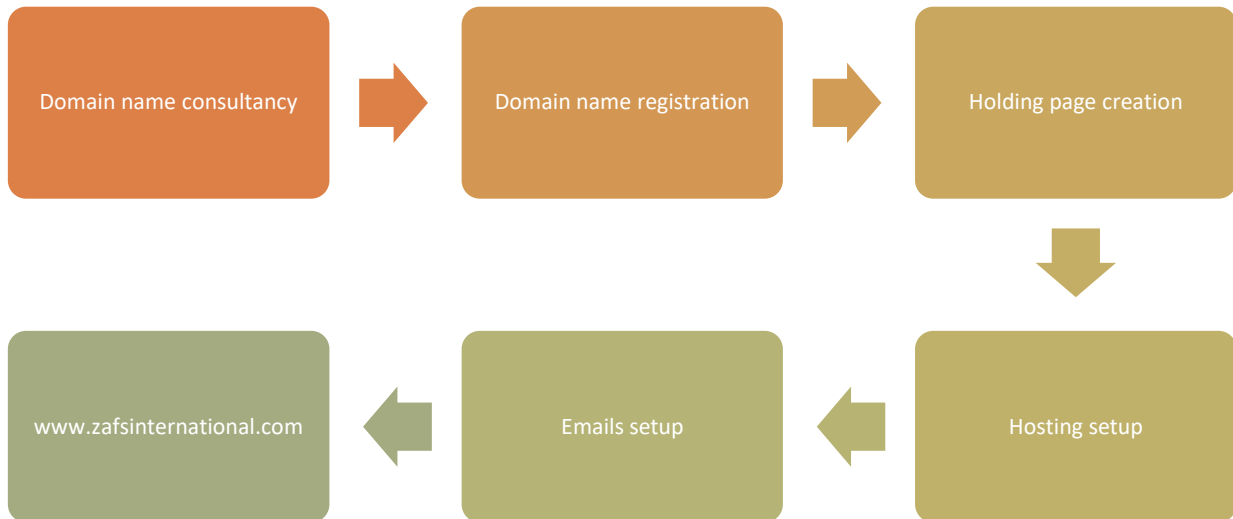 Domain name consultancy
Domain name registration
Holding page creation
Hosting setup
Emails setup
www.zafsinternational.com